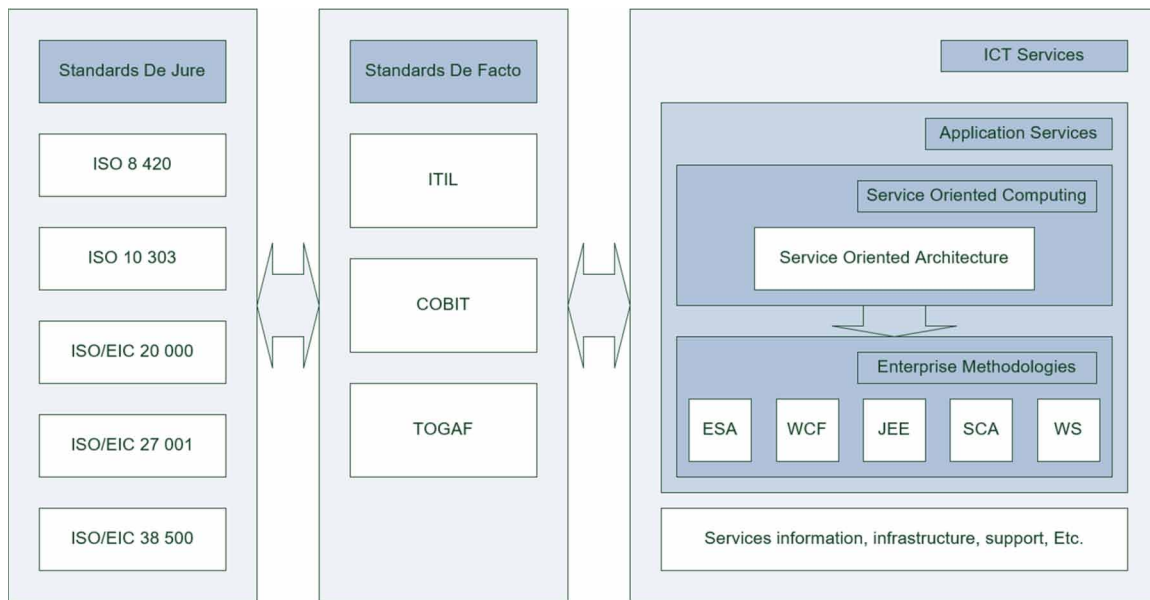 Standards De Jure
ISO 8 420
ISO 10 303
ISO/EIC 20 000
ISO/EIC 27 001
ISO/EIC 38 500
Standards De Facto
ITIL
COBIT
TOGAF
ICT Services
Application Services
Service Oriented Computing
Service Oriented Architecture
Enterprise Methodologies
ESA
WCF
JEE
SCA
WS
Services information, infrastructure, support, Etc.